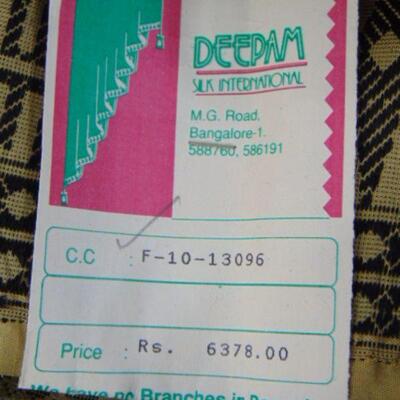 DEEPAM
SILK INTERNATIONAL
M.G. Road,
Bangalore-1.
588760, 586191
C.C : F-10-13096
Price : Rs. 6378.00
We have no Branches in